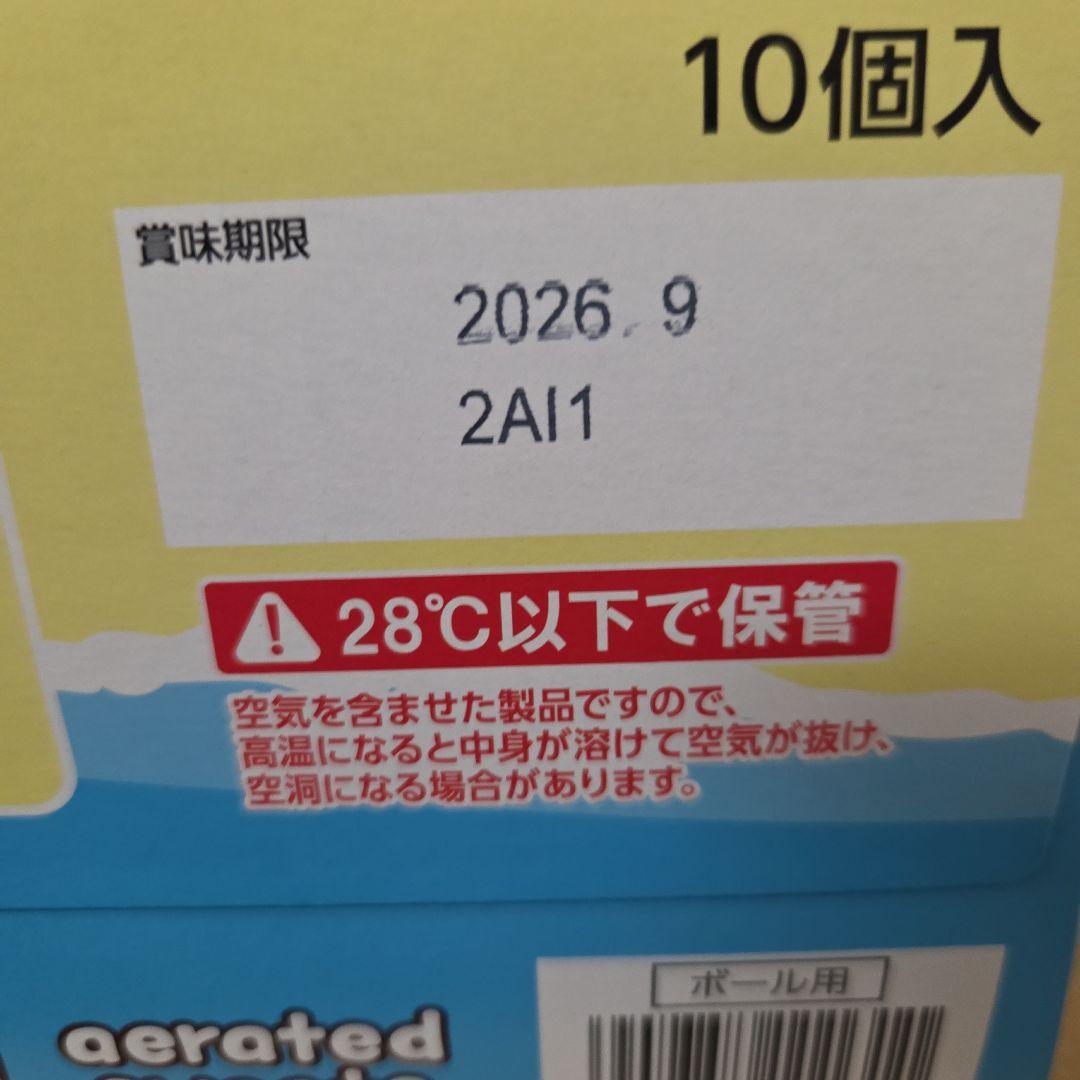 10個入
賞味期限
2026. 9
2AI1
28℃以下で保管
空気を含ませた製品ですので、
高温になると中身が溶けて空気が抜け、
空洞になる場合があります。
ボール用
aerated